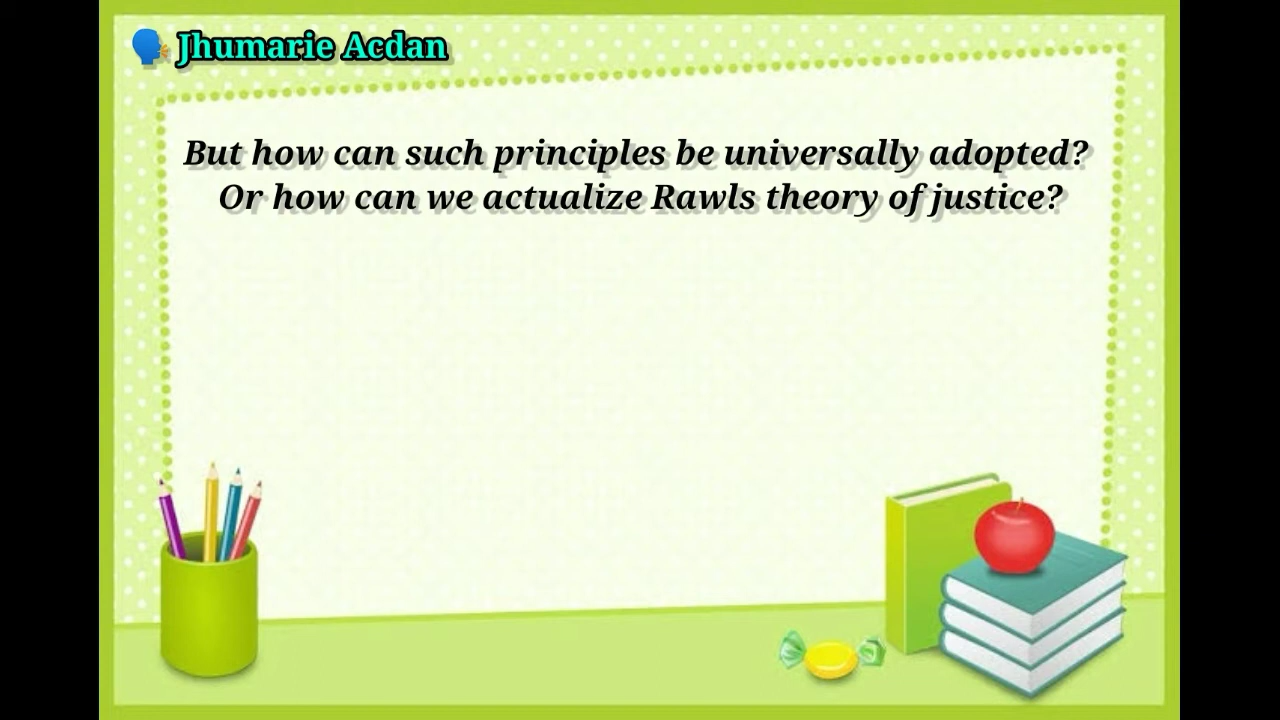 🗣 Jhumarie Acdan
But how can such principles be universally adopted?
Or how can we actualize Rawls theory of justice?